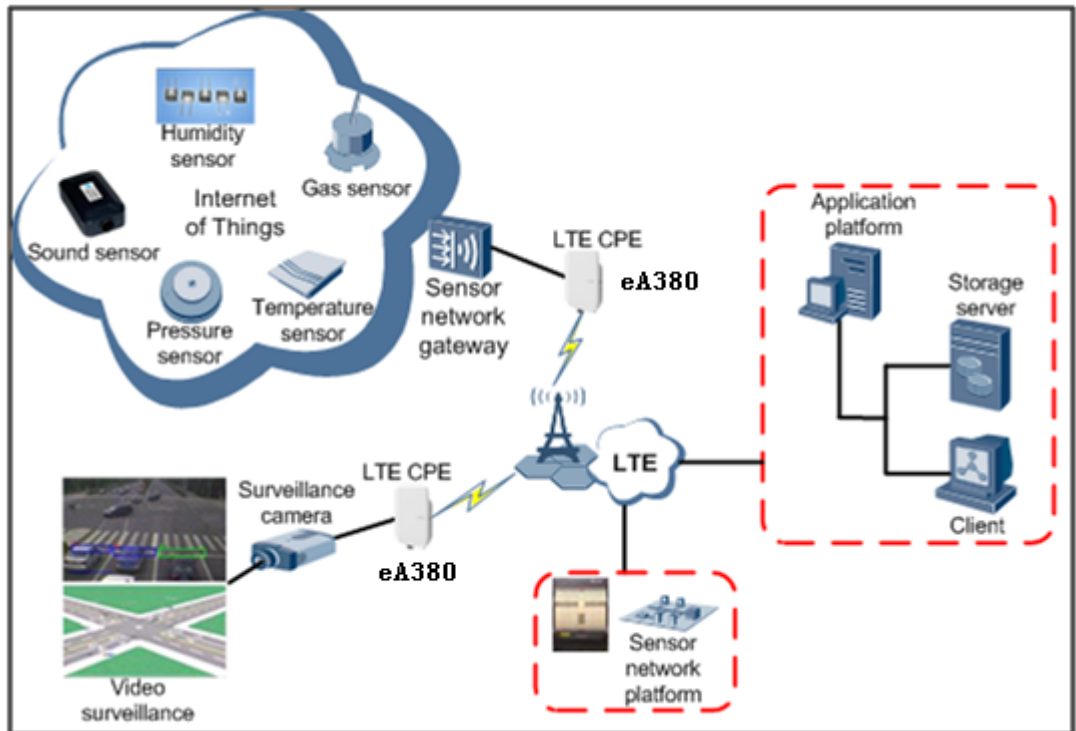 Humidity
sensor
Gas sensor
Internet
of Things
Sound sensor
Pressure
sensor
Temperature
sensor
Sensor
network
gateway
LTE CPE
eA380
Application
platform
Storage
server
Client
LTE
LTE CPE
eA380
Surveillance
camera
Video
surveillance
Sensor
network
platform